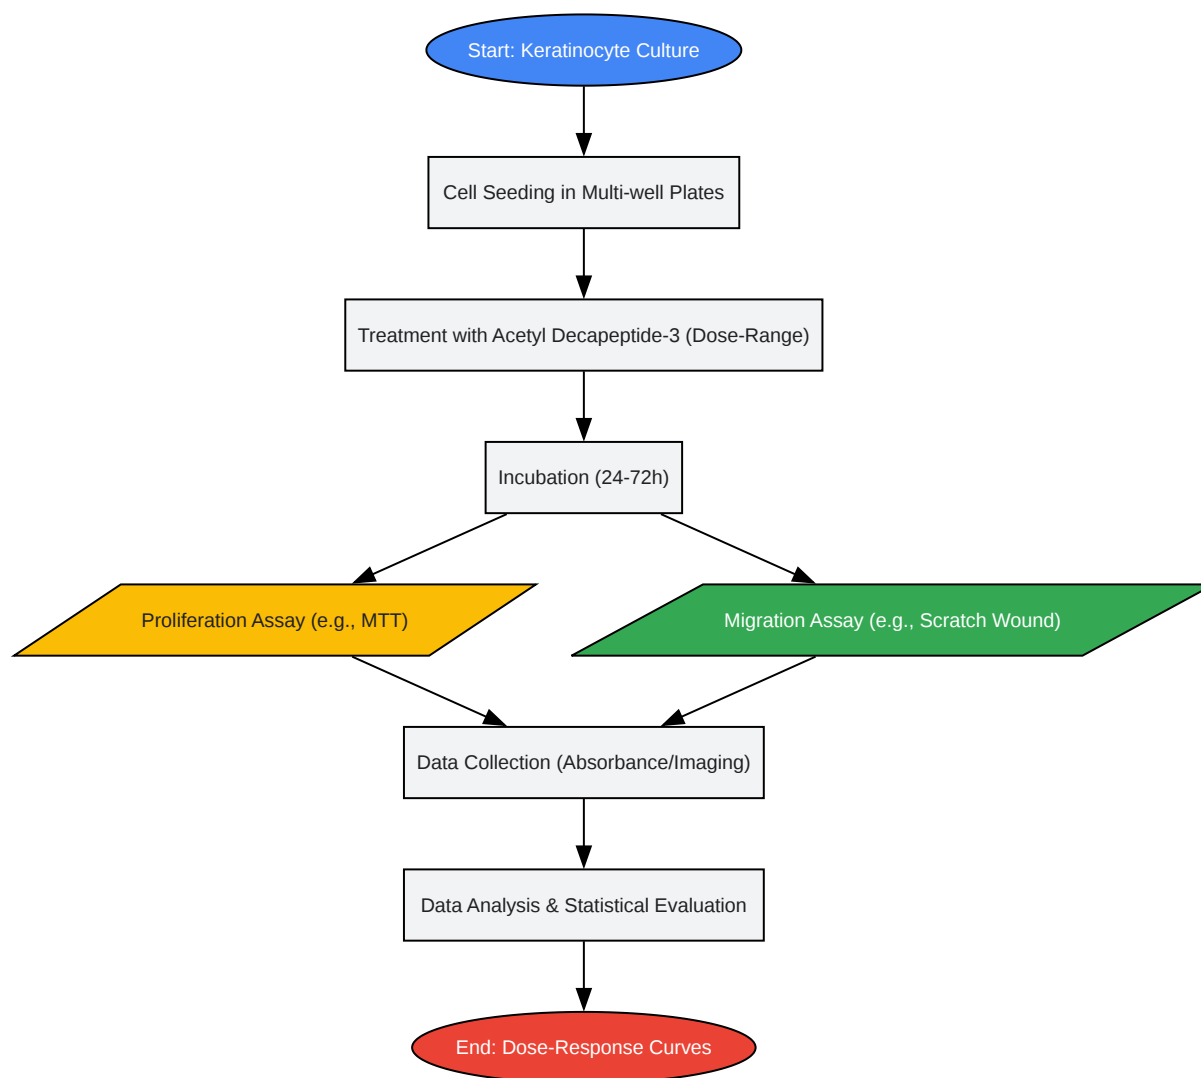 Start: Keratinocyte Culture
Cell Seeding in Multi-well Plates
Treatment with Acetyl Decapeptide-3 (Dose-Range)
Incubation (24-72h)
Proliferation Assay (e.g., MTT)
Migration Assay (e.g., Scratch Wound)
Data Collection (Absorbance/Imaging)
Data Analysis & Statistical Evaluation
End: Dose-Response Curves